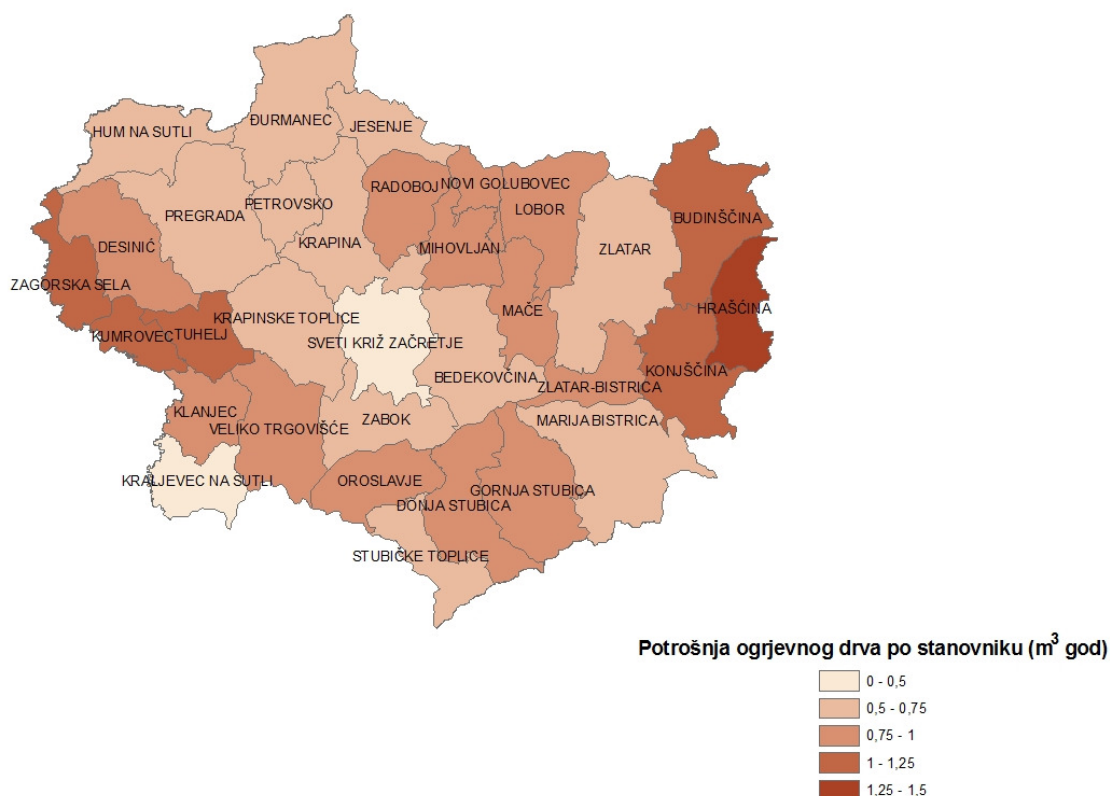 ĐURMANEC
HUM NA SUTLI
JESENJE
RADOBOJ
NOVI GOLUBOVEC
PETROVSKO
LOBOR
PREGRADA
BUDINŠČINA
KRAPINA
DESINIĆ
MIHOVLJAN
ZLATAR
ZAGORSKA SELA
HRAŠĆINA
MAČE
KRAPINSKE TOPLICE
KUMROVEC
TUHELJ
SVETI KRIŽ ZAČRETJE
KONJŠČINA
BEDEKOVČINA
ZLATAR-BISTRICA
KLANJEC
ZABOK
MARIJA BISTRICA
VELIKO TRGOVIŠĆE
KRALJEVEC NA SUTLI
OROSLAVJE
GORNJA STUBICA
DONJA STUBICA
STUBIČKE TOPLICE
Potrošnja ogrjevnog drva po stanovniku (m³ god)
0 - 0,5
0,5 - 0,75
0,75 - 1
1 - 1,25
1,25 - 1,5